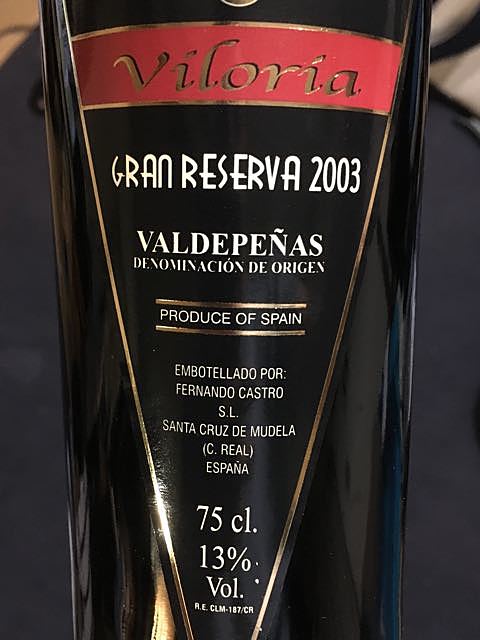 Viloria
GRAN RESERVA 2003
VALDEPEÑAS
DENOMINACIÓN DE ORIGEN
PRODUCE OF SPAIN
EMBOTELLADO POR:
FERNANDO CASTRO
S.L.
SANTA CRUZ DE MUDELA
(C. REAL)
ESPAÑA
75 cl.
13%
Vol.
R.E. CLM-187/CR